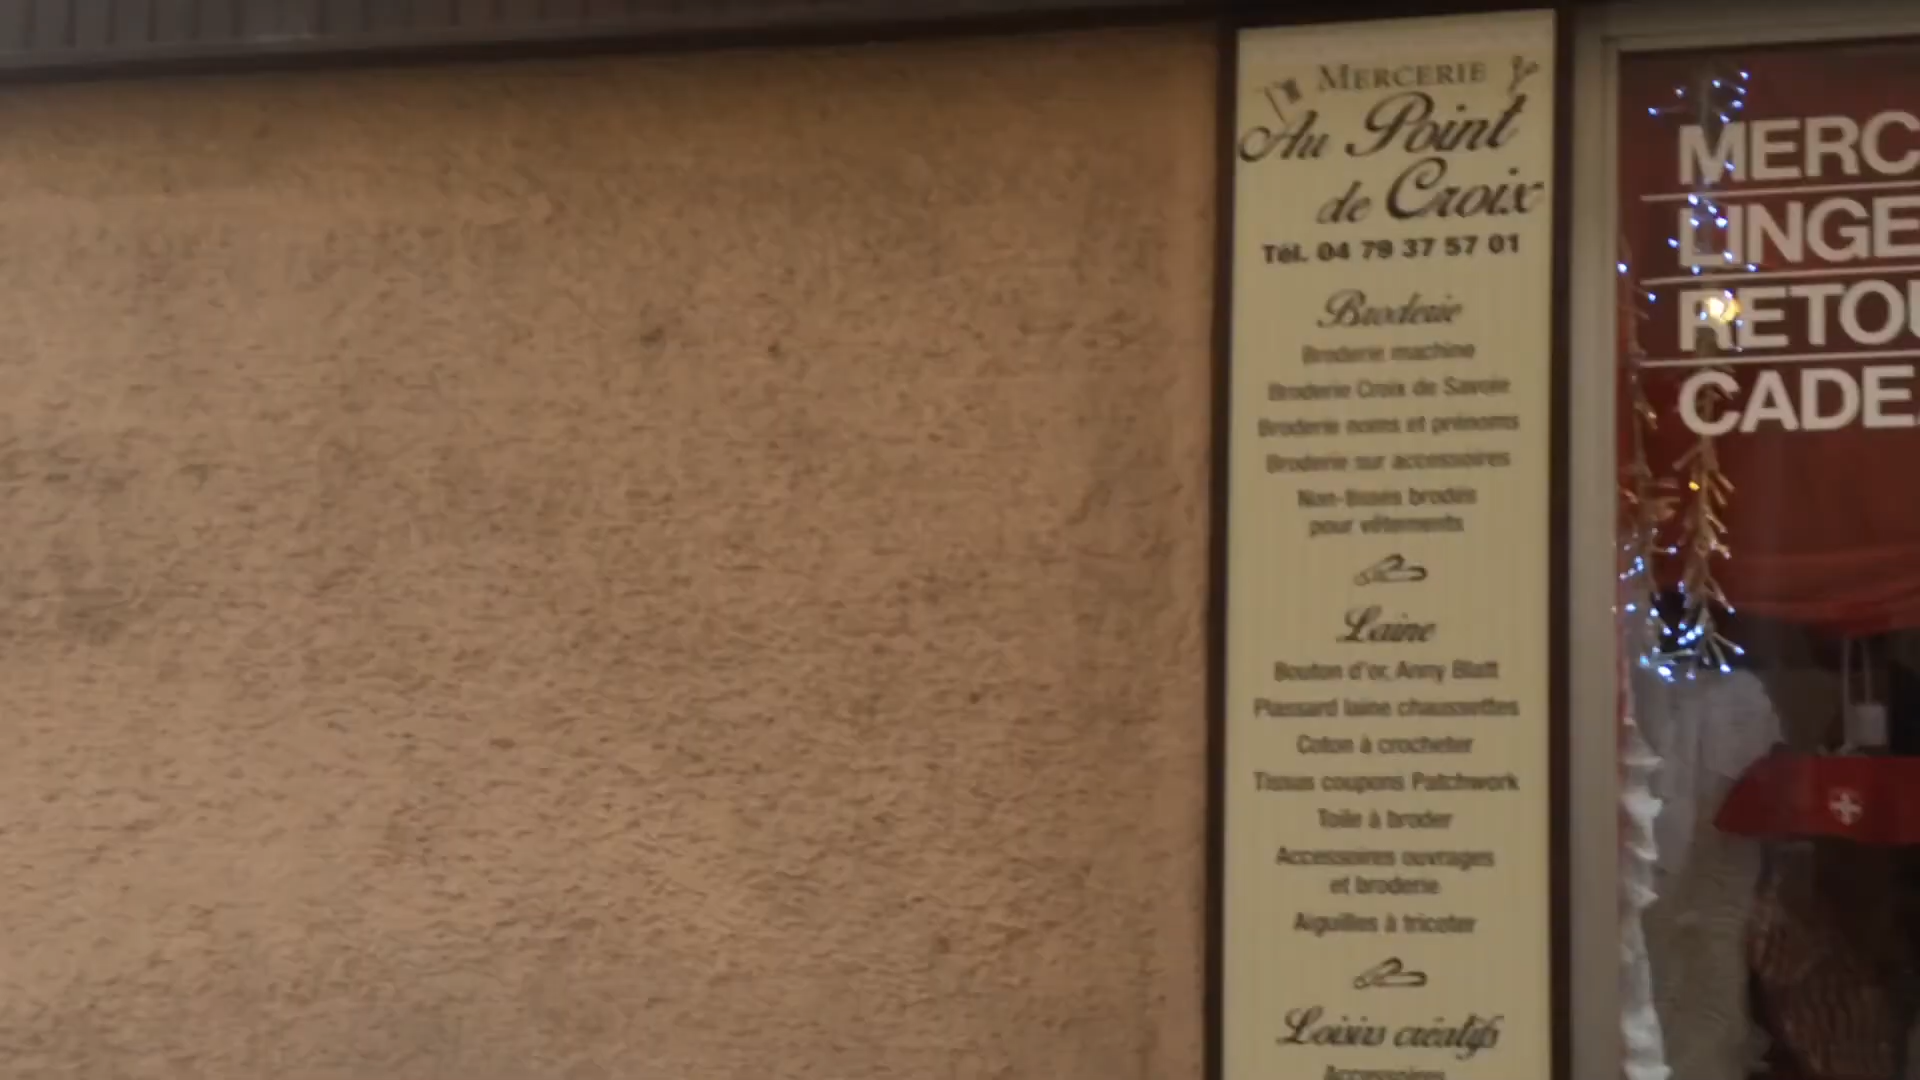 MERCERIE
Au Point
de Croix
Tél. 04 79 37 57 01
Broderie
Broderie machine
Broderie Croix de Savoie
Broderie noms et prénoms
Broderie sur accessoires
Non-tissés brodés
pour vêtements
Laine
Bouton d'or, Anny Blatt
Plassard laine chaussettes
Coton à crocheter
Tissus coupons Patchwork
Toile à broder
Accessoires ouvrages
et broderie
Aiguilles à tricoter
Loisirs créatifs
Accessoires
MERC
LINGE
RETOU
CADEA